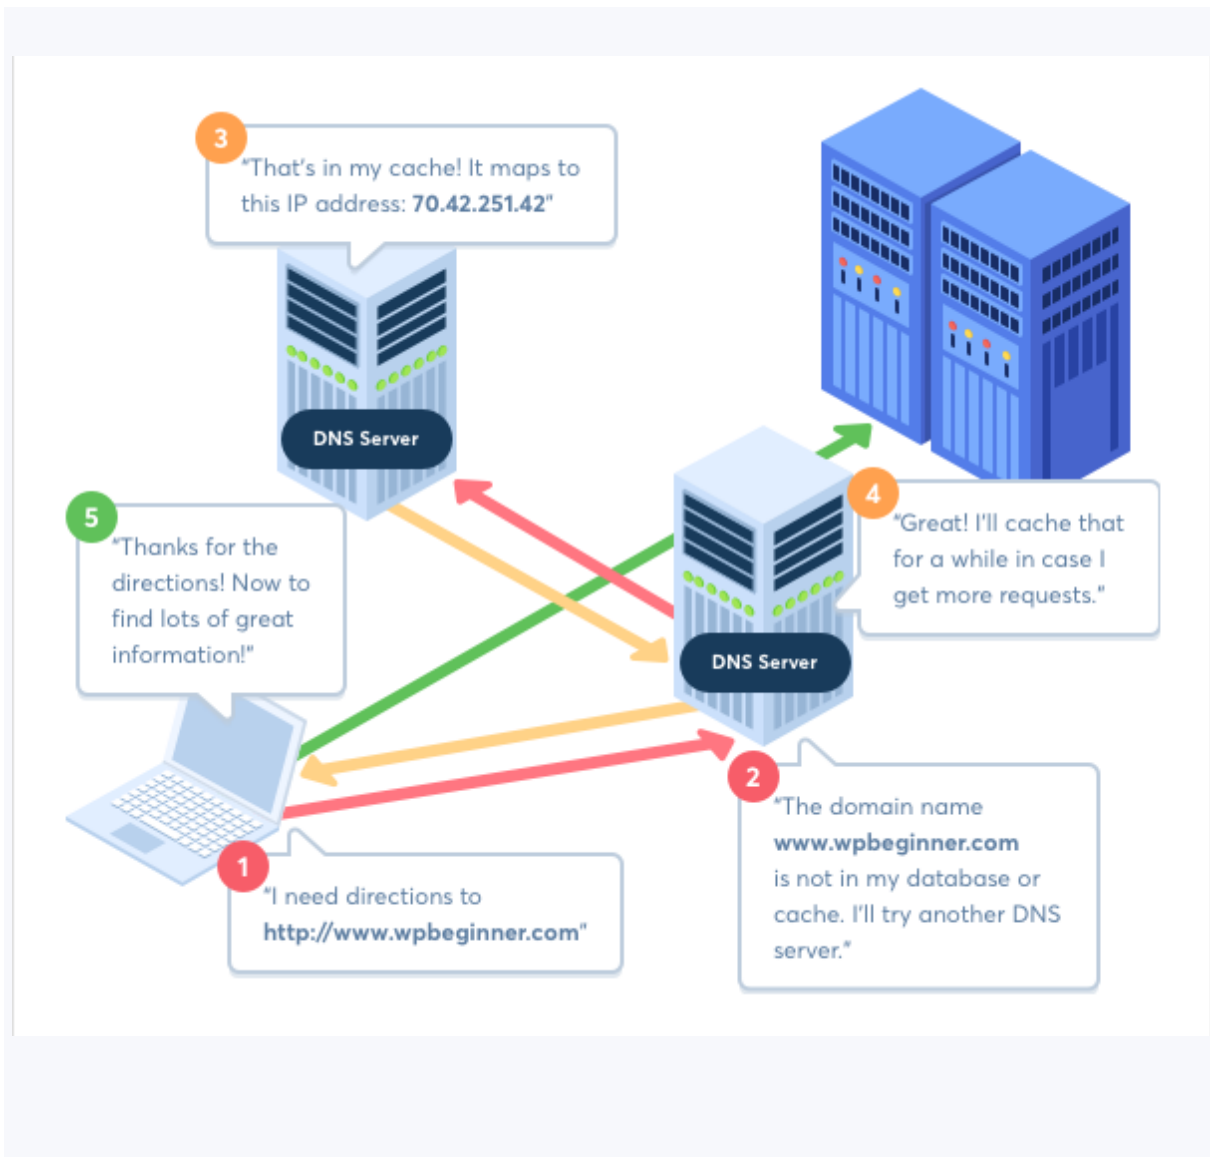 3
"That's in my cache! It maps to
this IP address: 70.42.251.42"
DNS Server
5
"Thanks for the
directions! Now to
find lots of great
information!"
4
"Great! I'll cache that
for a while in case I
get more requests."
DNS Server
1
"I need directions to
http://www.wpbeginner.com"
2
"The domain name
www.wpbeginner.com
is not in my database or
cache. I'll try another DNS
server."